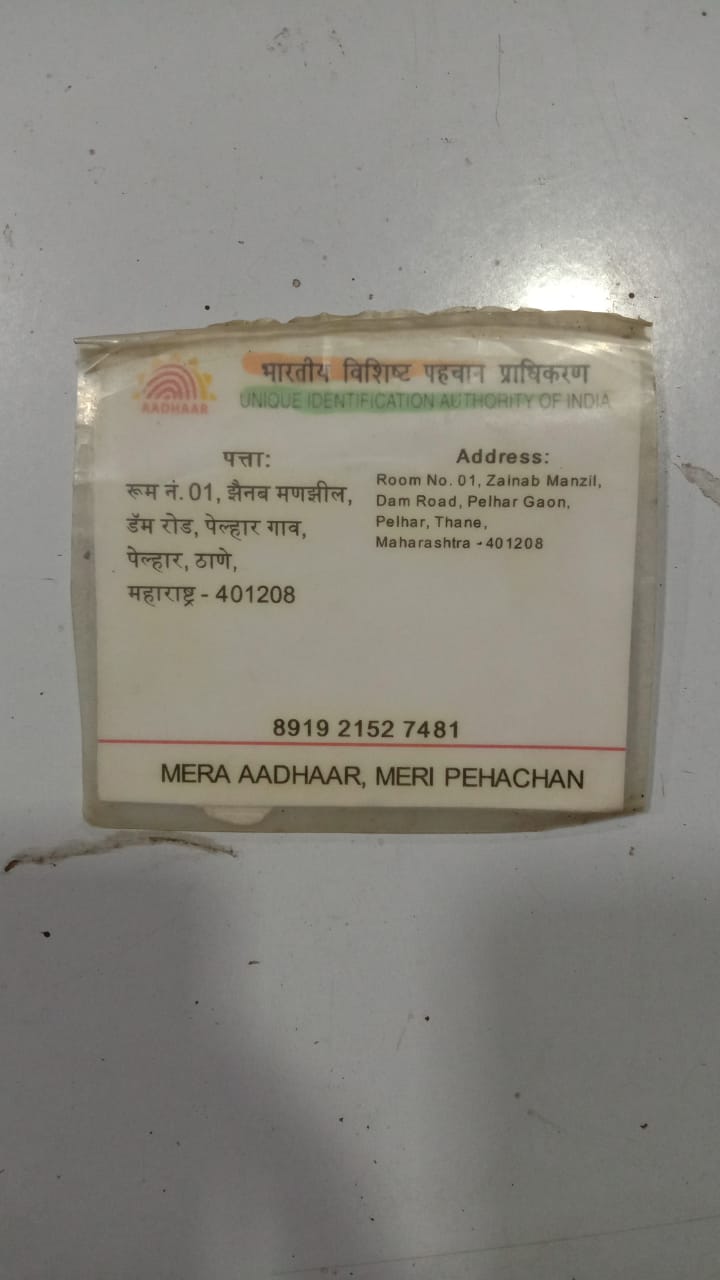 भारतीय विशिष्ट पहचान प्राधिकरण
AADHAAR
UNIQUE IDENTIFICATION AUTHORITY OF INDIA
पत्ता:
रूम नं. 01, झैनब मणझील,
डॅम रोड, पेल्हार गाव,
पेल्हार, ठाणे,
महाराष्ट्र - 401208
Address:
Room No. 01, Zainab Manzil,
Dam Road, Pelhar Gaon,
Pelhar, Thane,
Maharashtra - 401208
8919 2152 7481
MERA AADHAAR, MERI PEHACHAN